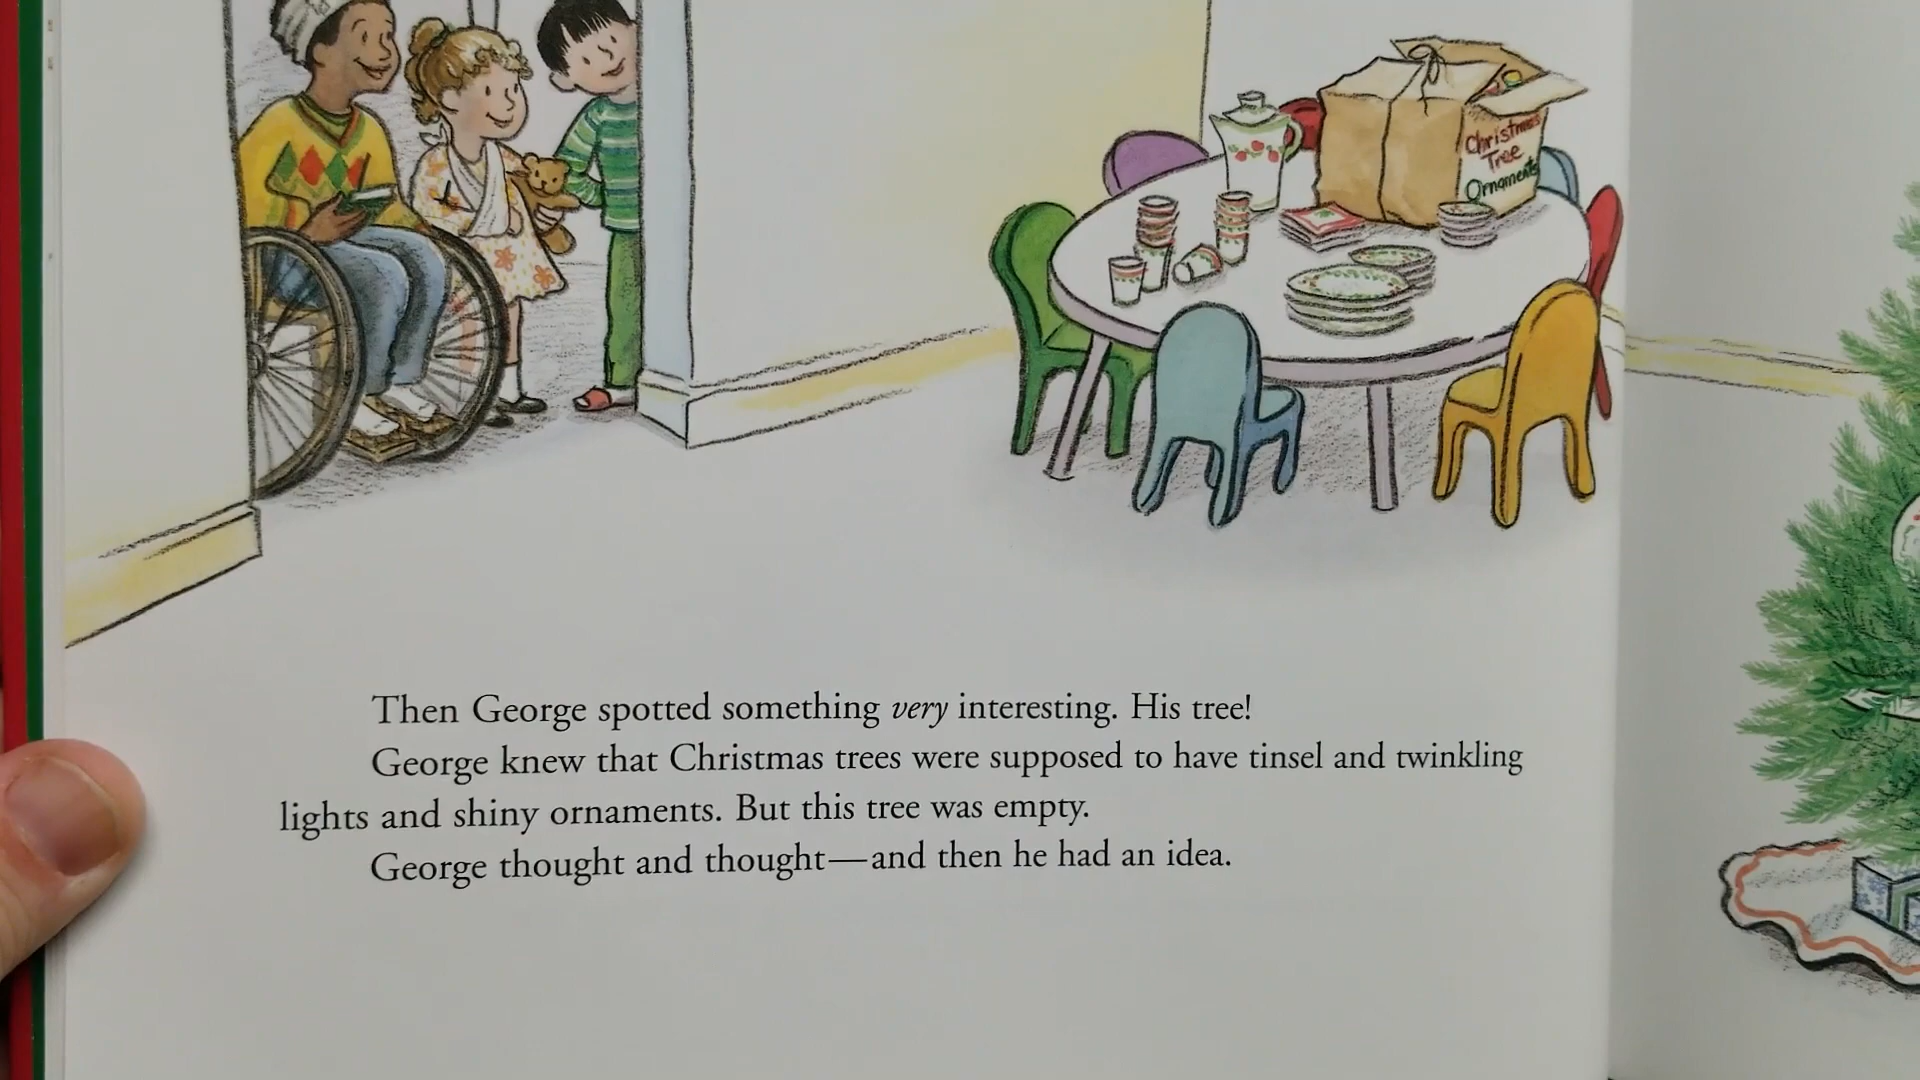 Christmas
Tree
Ornaments
Then George spotted something very interesting. His tree!
George knew that Christmas trees were supposed to have tinsel and twinkling
lights and shiny ornaments. But this tree was empty.
George thought and thought—and then he had an idea.